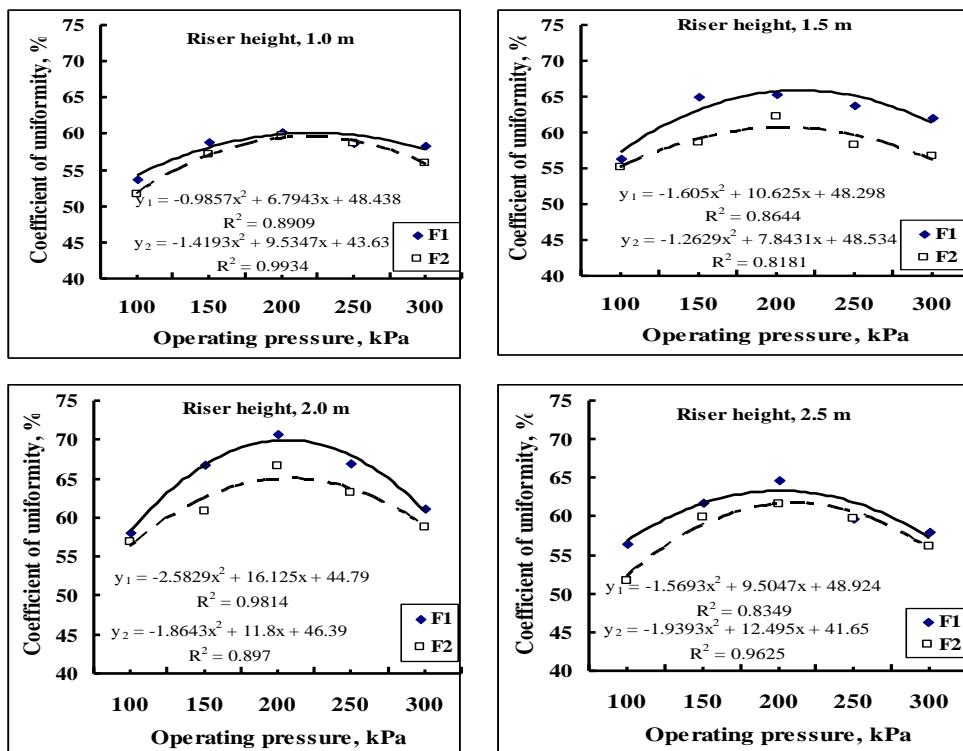 Riser height, 1.0 m
Coefficient of uniformity, %
75
70
65
60
55
50
45
40
y1 = -0.9857x² + 6.7943x + 48.438
R² = 0.8909
y2 = -1.4193x² + 9.5347x + 43.63
R² = 0.9934
F1
F2
100 150 200 250 300
Operating pressure, kPa
Riser height, 1.5 m
Coefficient of uniformity, %
75
70
65
60
55
50
45
40
y1 = -1.605x² + 10.625x + 48.298
R² = 0.8644
y2 = -1.2629x² + 7.8431x + 48.534
R² = 0.8181
F1
F2
100 150 200 250 300
Operating pressure, kPa
Riser height, 2.0 m
Coefficient of uniformity, %
75
70
65
60
55
50
45
40
y1 = -2.5829x² + 16.125x + 44.79
R² = 0.9814
y2 = -1.8643x² + 11.8x + 46.39
R² = 0.897
F1
F2
100 150 200 250 300
Operating pressure, kPa
Riser height, 2.5 m
Coefficient of uniformity, %
75
70
65
60
55
50
45
40
y1 = -1.5693x² + 9.5047x + 48.924
R² = 0.8349
y2 = -1.9393x² + 12.495x + 41.65
R² = 0.9625
F1
F2
100 150 200 250 300
Operating pressure, kPa